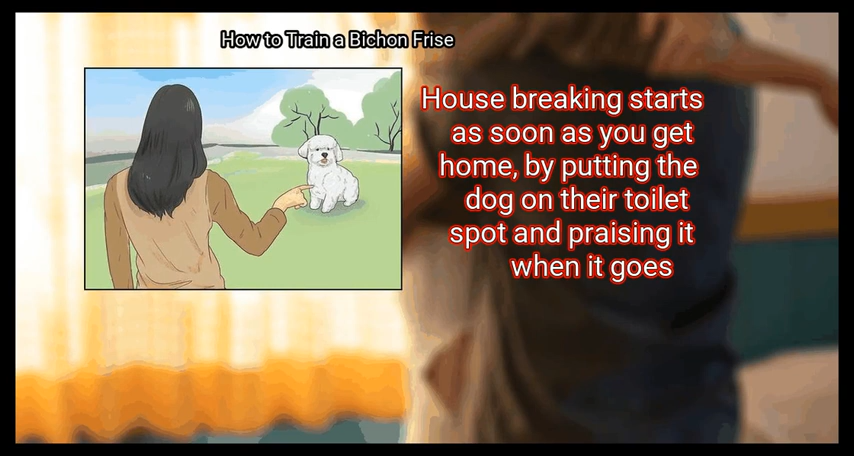 How to Train a Bichon Frise
House breaking starts
as soon as you get
home, by putting the
dog on their toilet
spot and praising it
when it goes